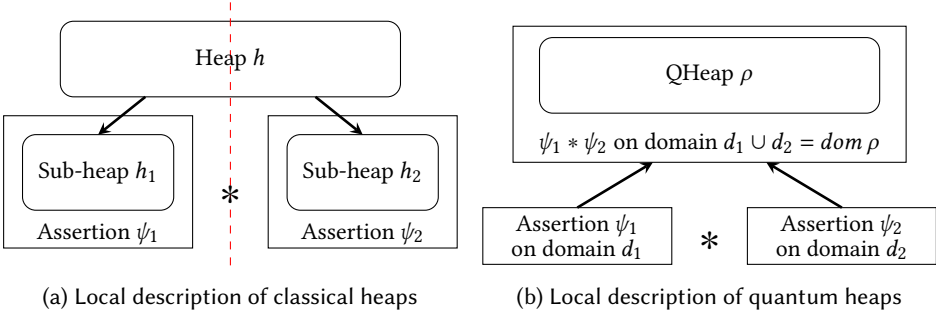 Heap h
Sub-heap h₁
Assertion ψ₁
*
Sub-heap h₂
Assertion ψ₂
(a) Local description of classical heaps
QHeap ρ
ψ₁ * ψ₂ on domain d₁ ∪ d₂ = dom ρ
Assertion ψ₁
on domain d₁
*
Assertion ψ₂
on domain d₂
(b) Local description of quantum heaps